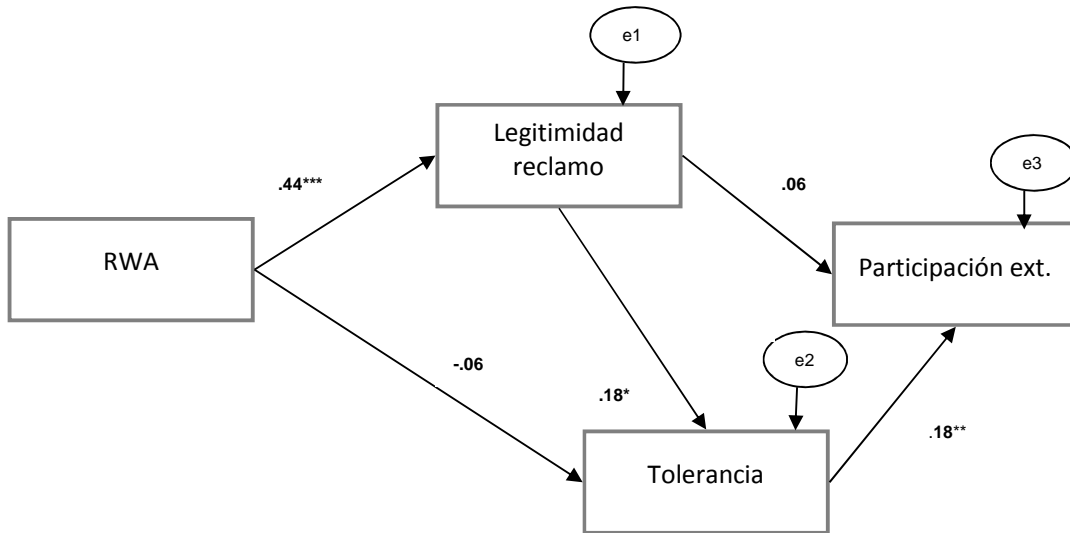 e1
Legitimidad
reclamo
e3
.44***
.06
RWA
Participación ext.
-.06
e2
.18*
.18**
Tolerancia